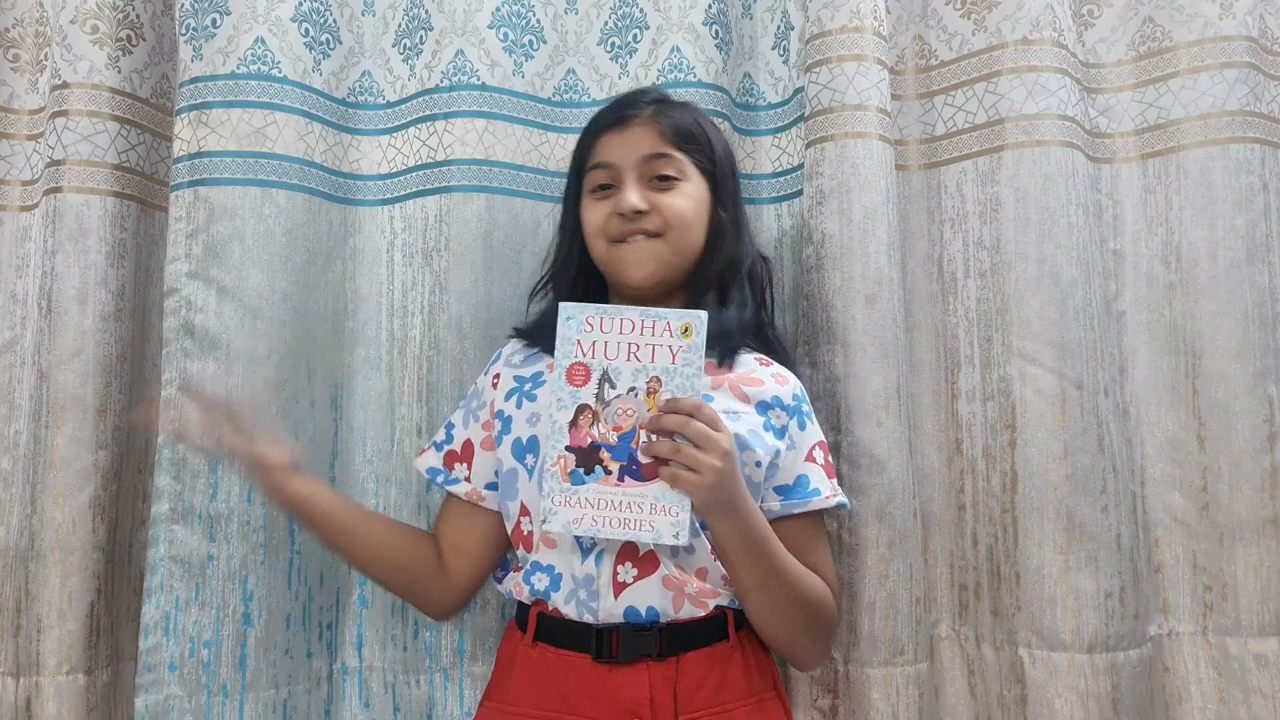 SUDHA
MURTY
A National Bestseller
GRANDMA'S BAG
of STORIES